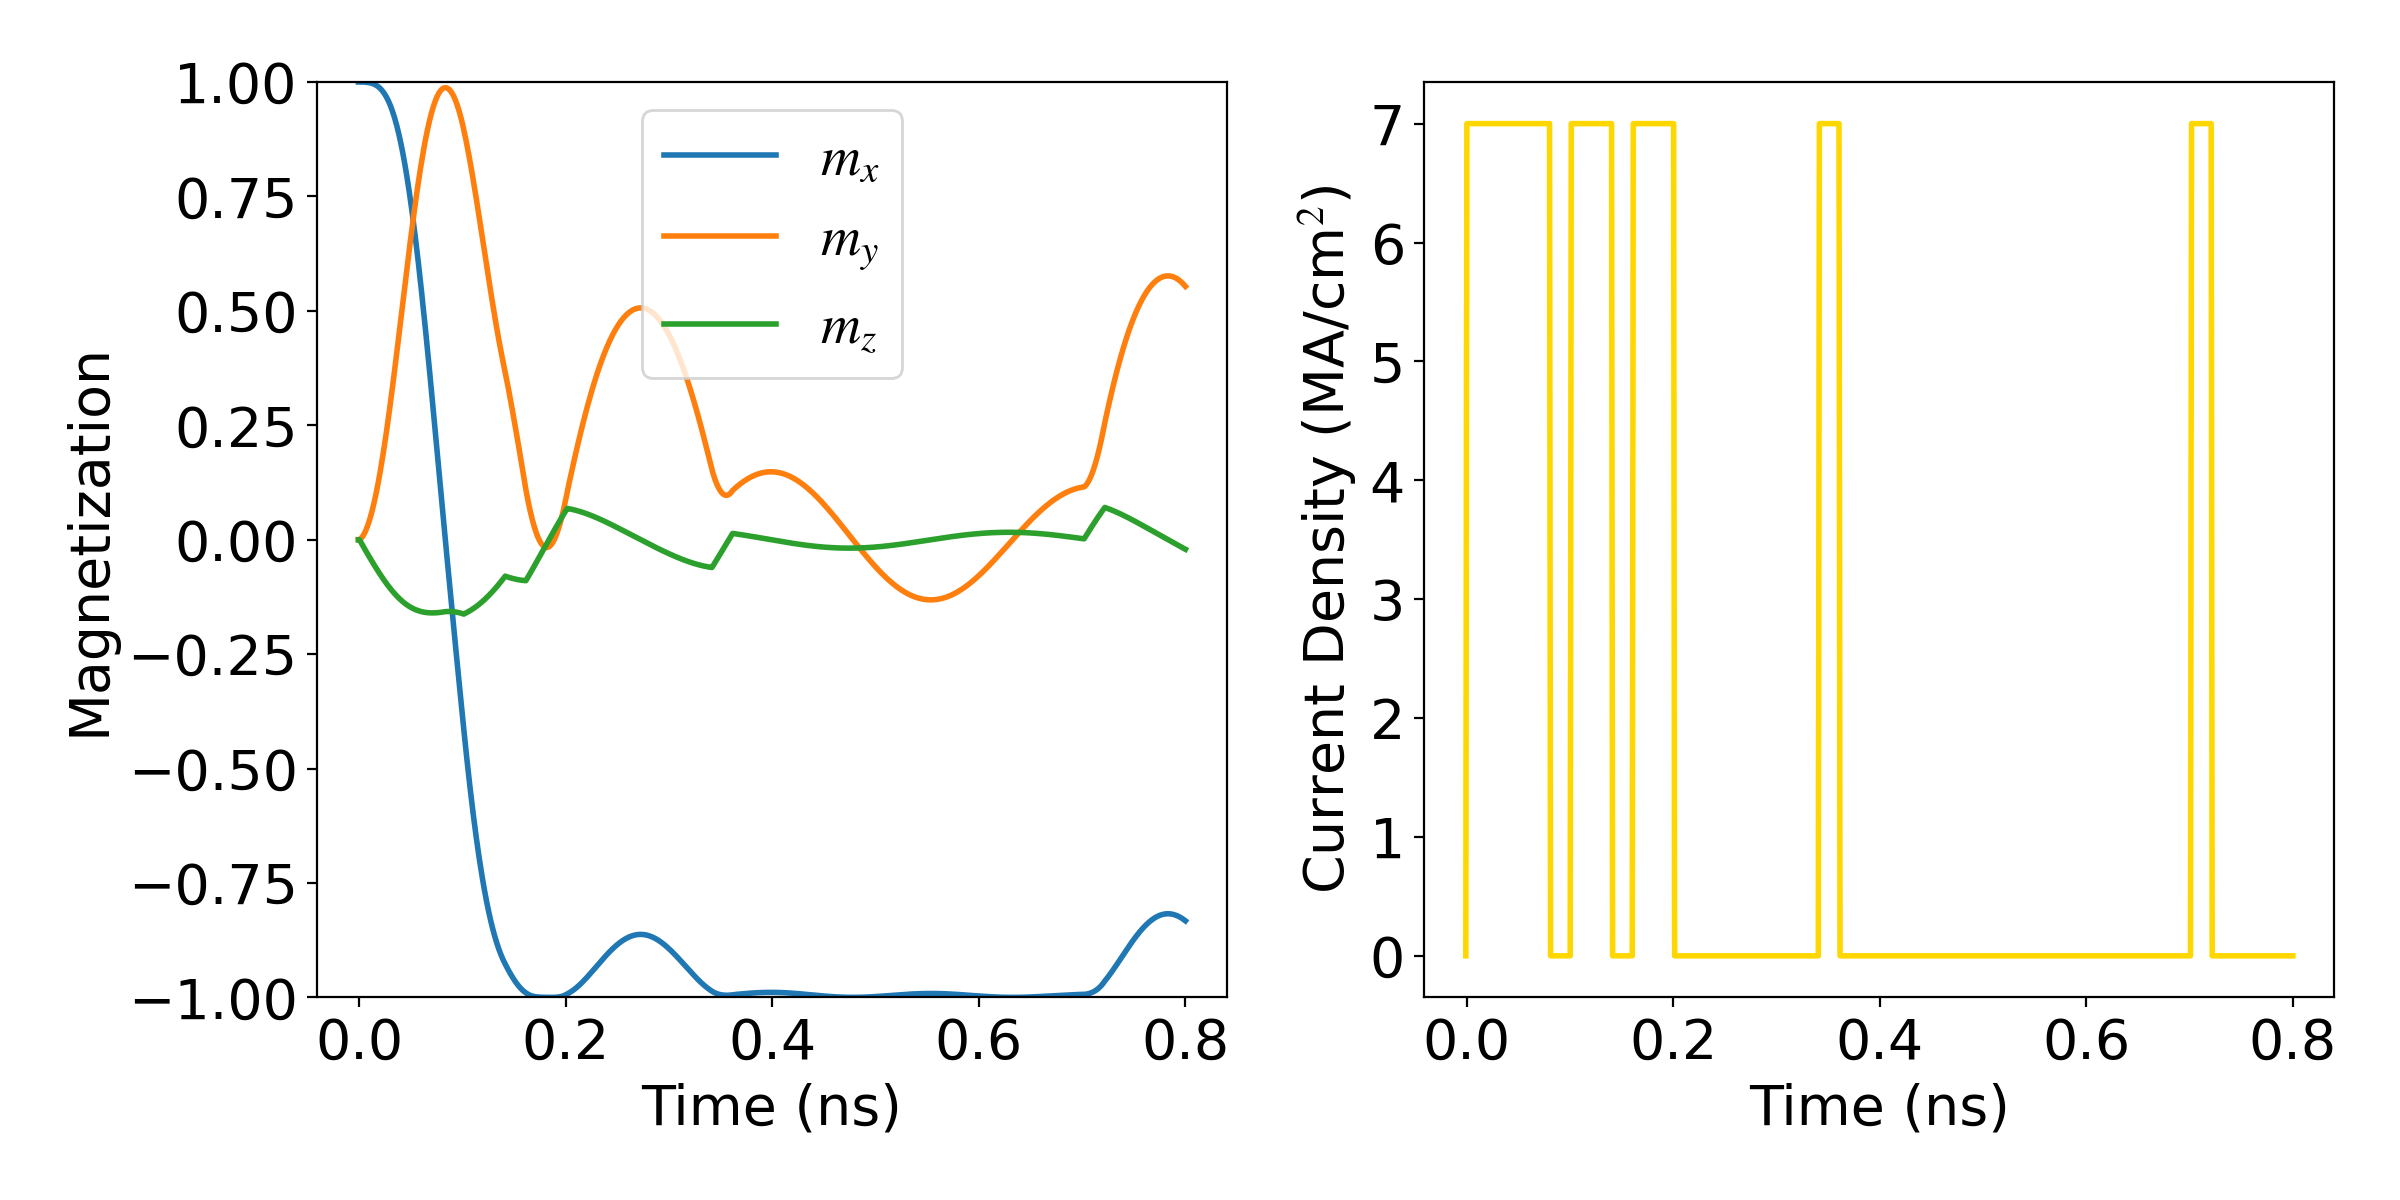 Magnetization
1.00
0.75
0.50
0.25
0.00
−0.25
−0.50
−0.75
−1.00
0.0 0.2 0.4 0.6 0.8
Time (ns)
mₓ
m_y
m_z
Current Density (MA/cm²)
7
6
5
4
3
2
1
0
0.0 0.2 0.4 0.6 0.8
Time (ns)